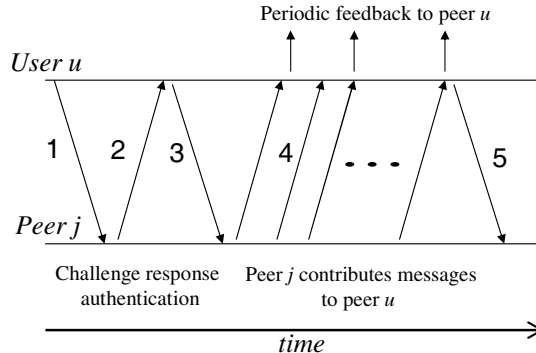 Periodic feedback to peer u
User u
1 2 3 4 5
Peer j
Challenge response
authentication
Peer j contributes messages
to peer u
time